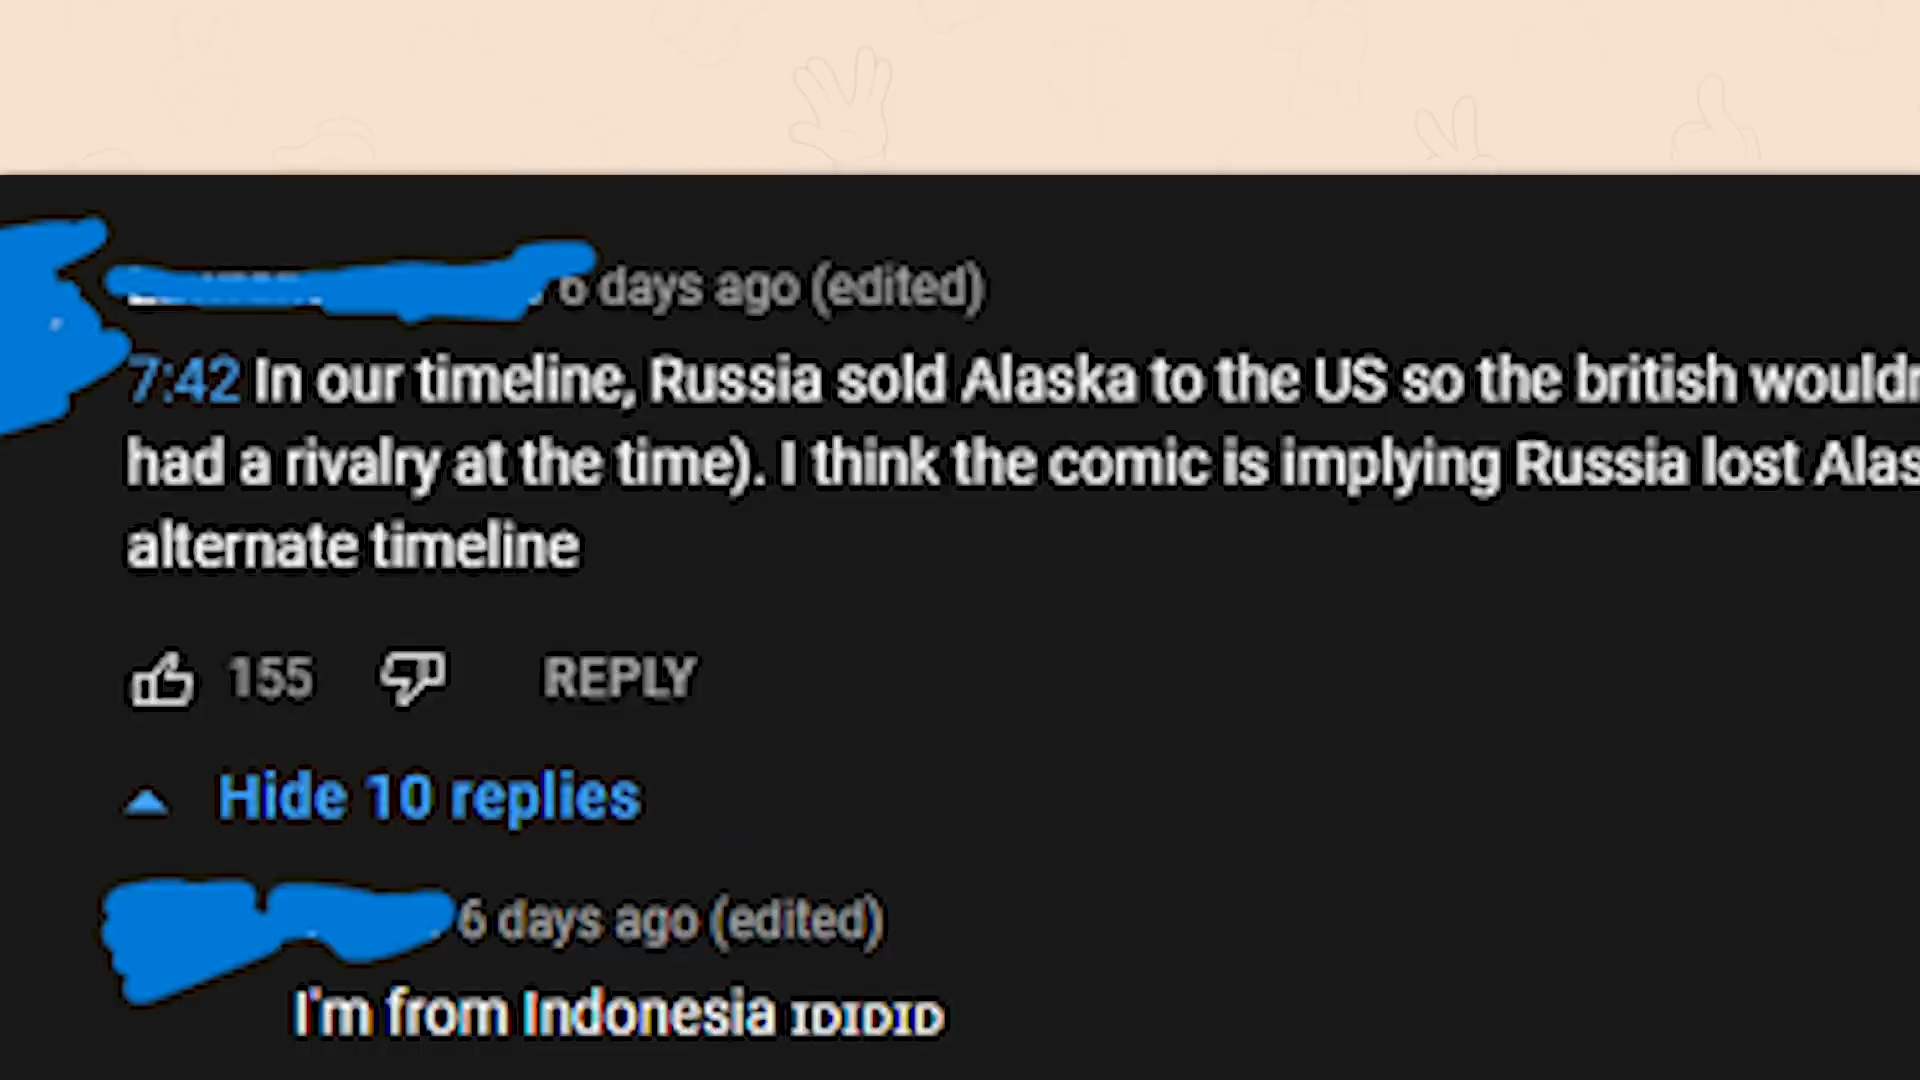 6 days ago (edited)
7:42 In our timeline, Russia sold Alaska to the US so the british would
had a rivalry at the time). I think the comic is implying Russia lost
alternate timeline
155 REPLY
Hide 10 replies
6 days ago (edited)
I'm from Indonesia ɪᴅɪᴅɪᴅ